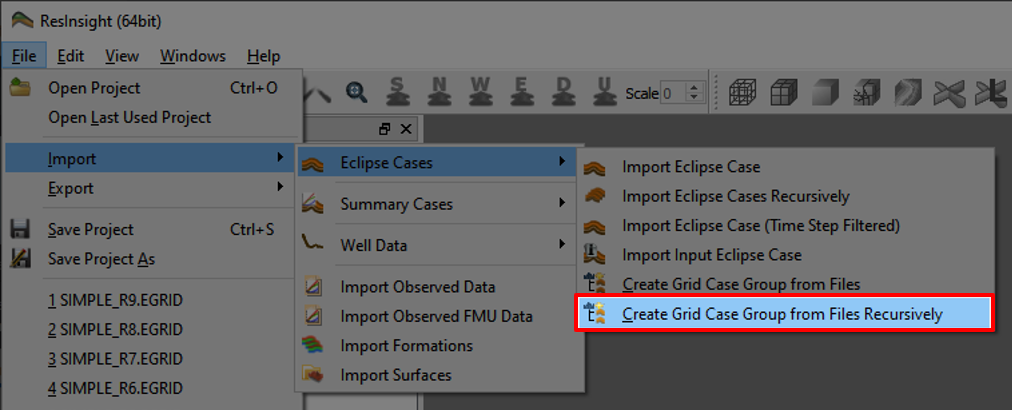 ResInsight (64bit)
File Edit View Windows Help
S N W E D U Scale 0
Open Project Ctrl+O
Open Last Used Project
Import
Export
Save Project Ctrl+S
Save Project As
1 SIMPLE_R9.EGRID
2 SIMPLE_R8.EGRID
3 SIMPLE_R7.EGRID
4 SIMPLE_R6.EGRID
Eclipse Cases
Summary Cases
Well Data
Import Observed Data
Import Observed FMU Data
Import Formations
Import Surfaces
Import Eclipse Case
Import Eclipse Cases Recursively
Import Eclipse Case (Time Step Filtered)
Import Input Eclipse Case
Create Grid Case Group from Files
Create Grid Case Group from Files Recursively